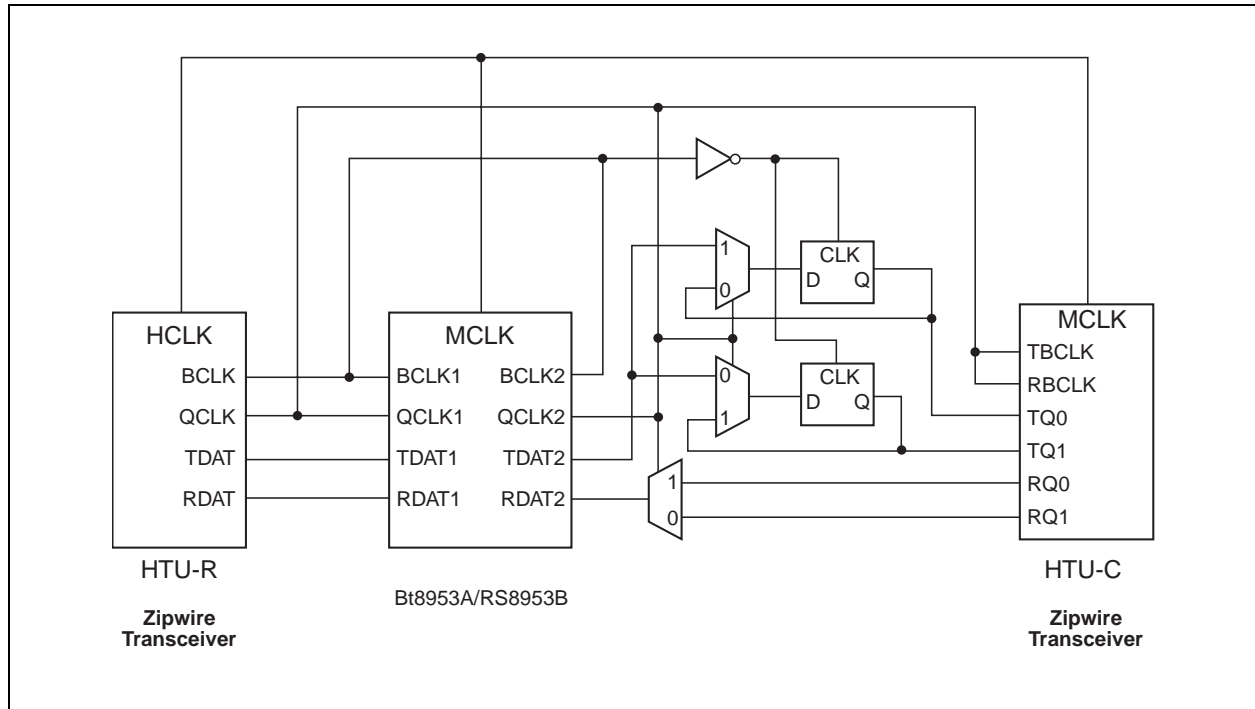 1
CLK
0
D Q
HCLK
MCLK
MCLK
TBCLK
BCLK
BCLK1
BCLK2
0
CLK
RBCLK
D Q
QCLK
QCLK1
QCLK2
1
TQ0
TDAT
TDAT1
TDAT2
TQ1
1
RQ0
RDAT
RDAT1
RDAT2
0
RQ1
HTU-R
HTU-C
Bt8953A/RS8953B
Zipwire
Transceiver
Zipwire
Transceiver